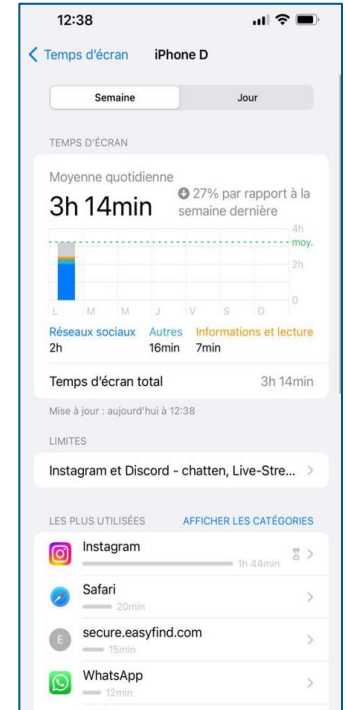 12:38
Temps d'écran iPhone D
Semaine Jour
TEMPS D'ÉCRAN
Moyenne quotidienne
3h 14min
27% par rapport à la
semaine dernière
4h
moy.
2h
0
L M M J V S D
Réseaux sociaux Autres Informations et lecture
2h 16min 7min
Temps d'écran total 3h 14min
Mise à jour : aujourd'hui à 12:38
LIMITES
Instagram et Discord - chatten, Live-Stre...
LES PLUS UTILISÉES AFFICHER LES CATÉGORIES
Instagram
1h 44min
Safari
20min
E
secure.easyfind.com
15min
WhatsApp
12min